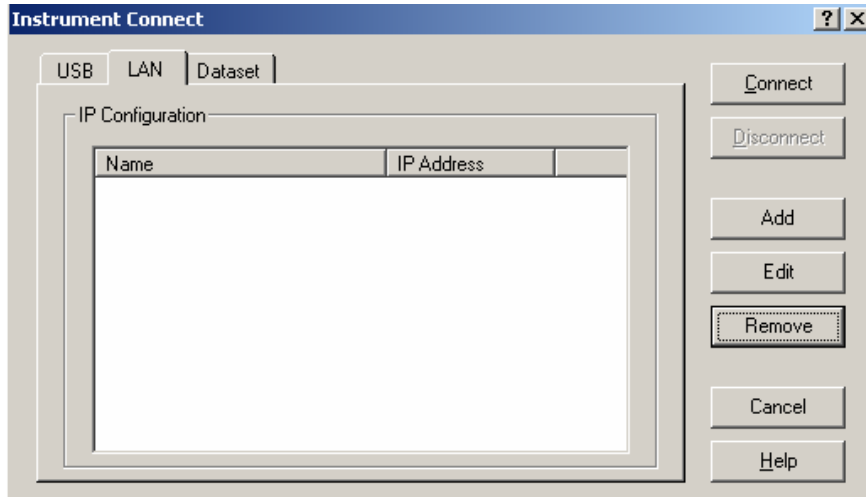 Instrument Connect
USB LAN Dataset
IP Configuration
Name IP Address
Connect
Disconnect
Add
Edit
Remove
Cancel
Help